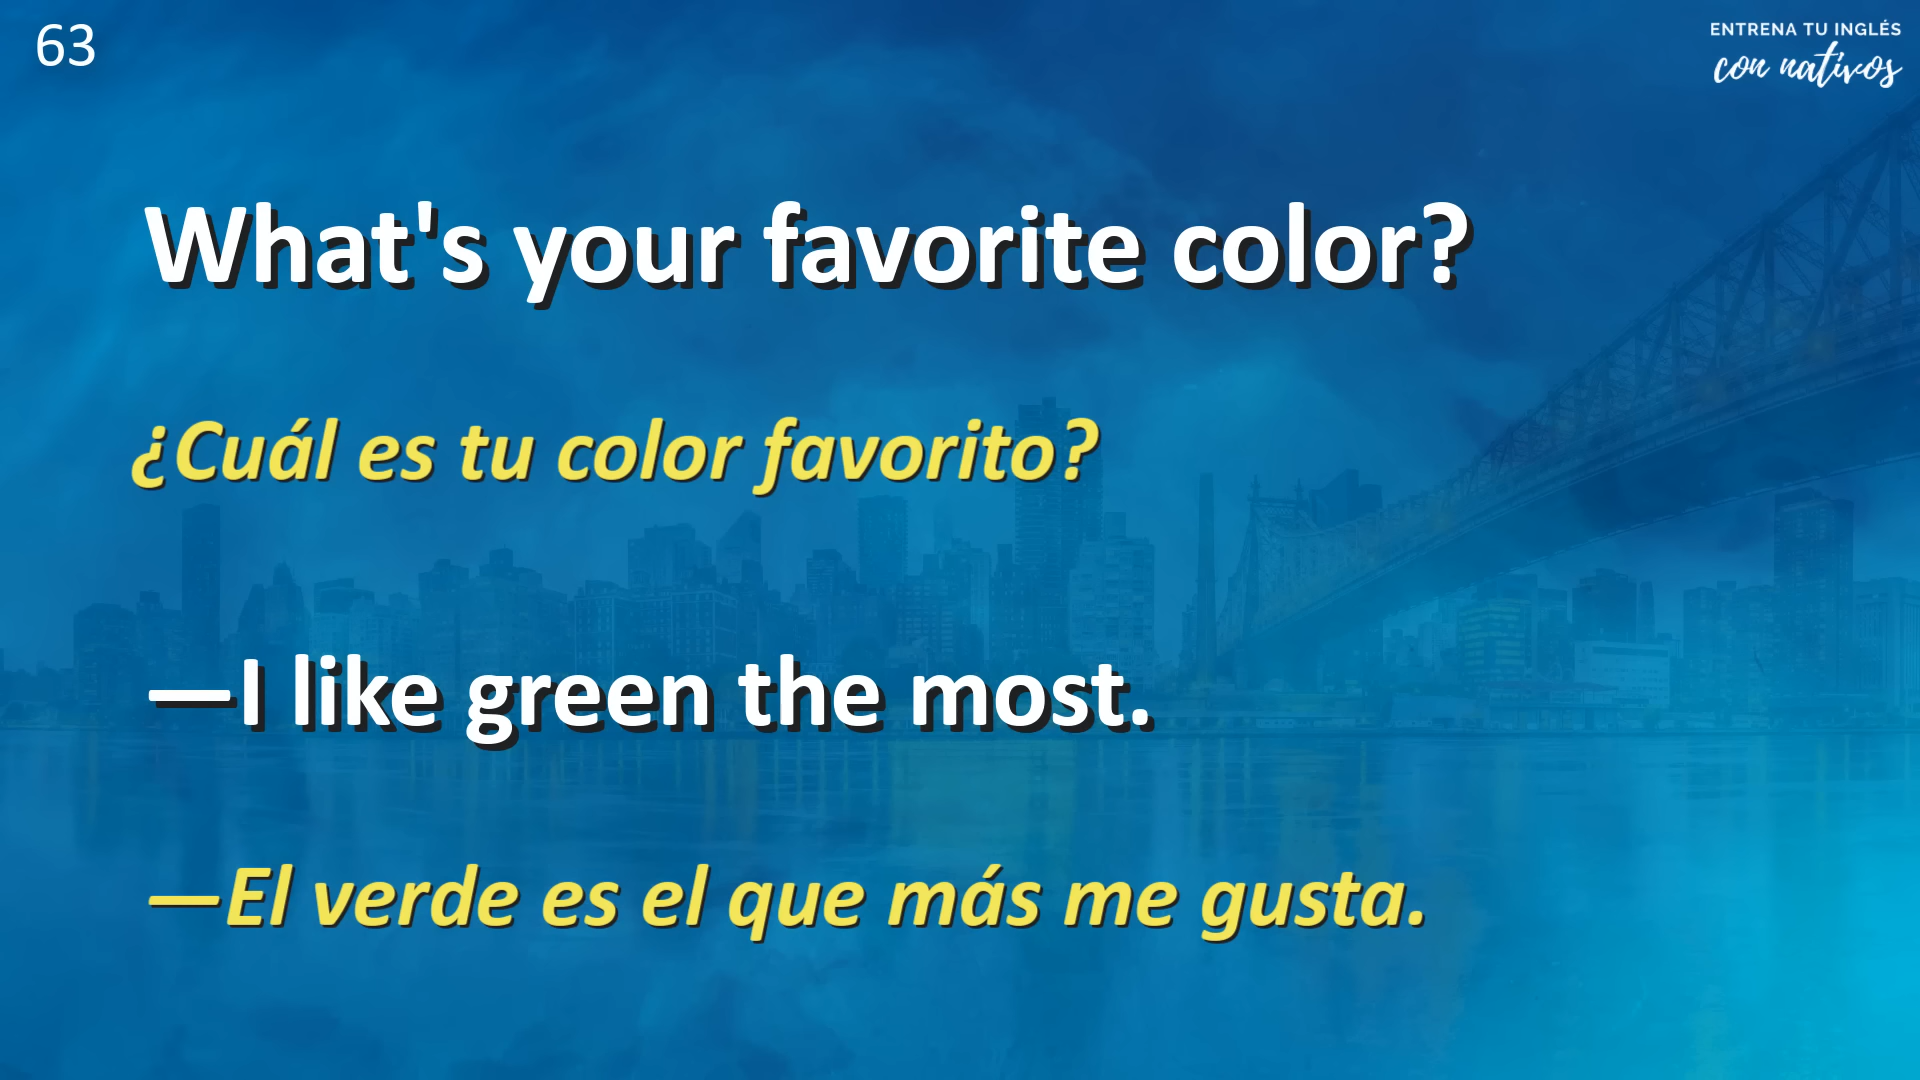 63
ENTRENA TU INGLÉS
con nativos
What's your favorite color?
¿Cuál es tu color favorito?
—I like green the most.
—El verde es el que más me gusta.